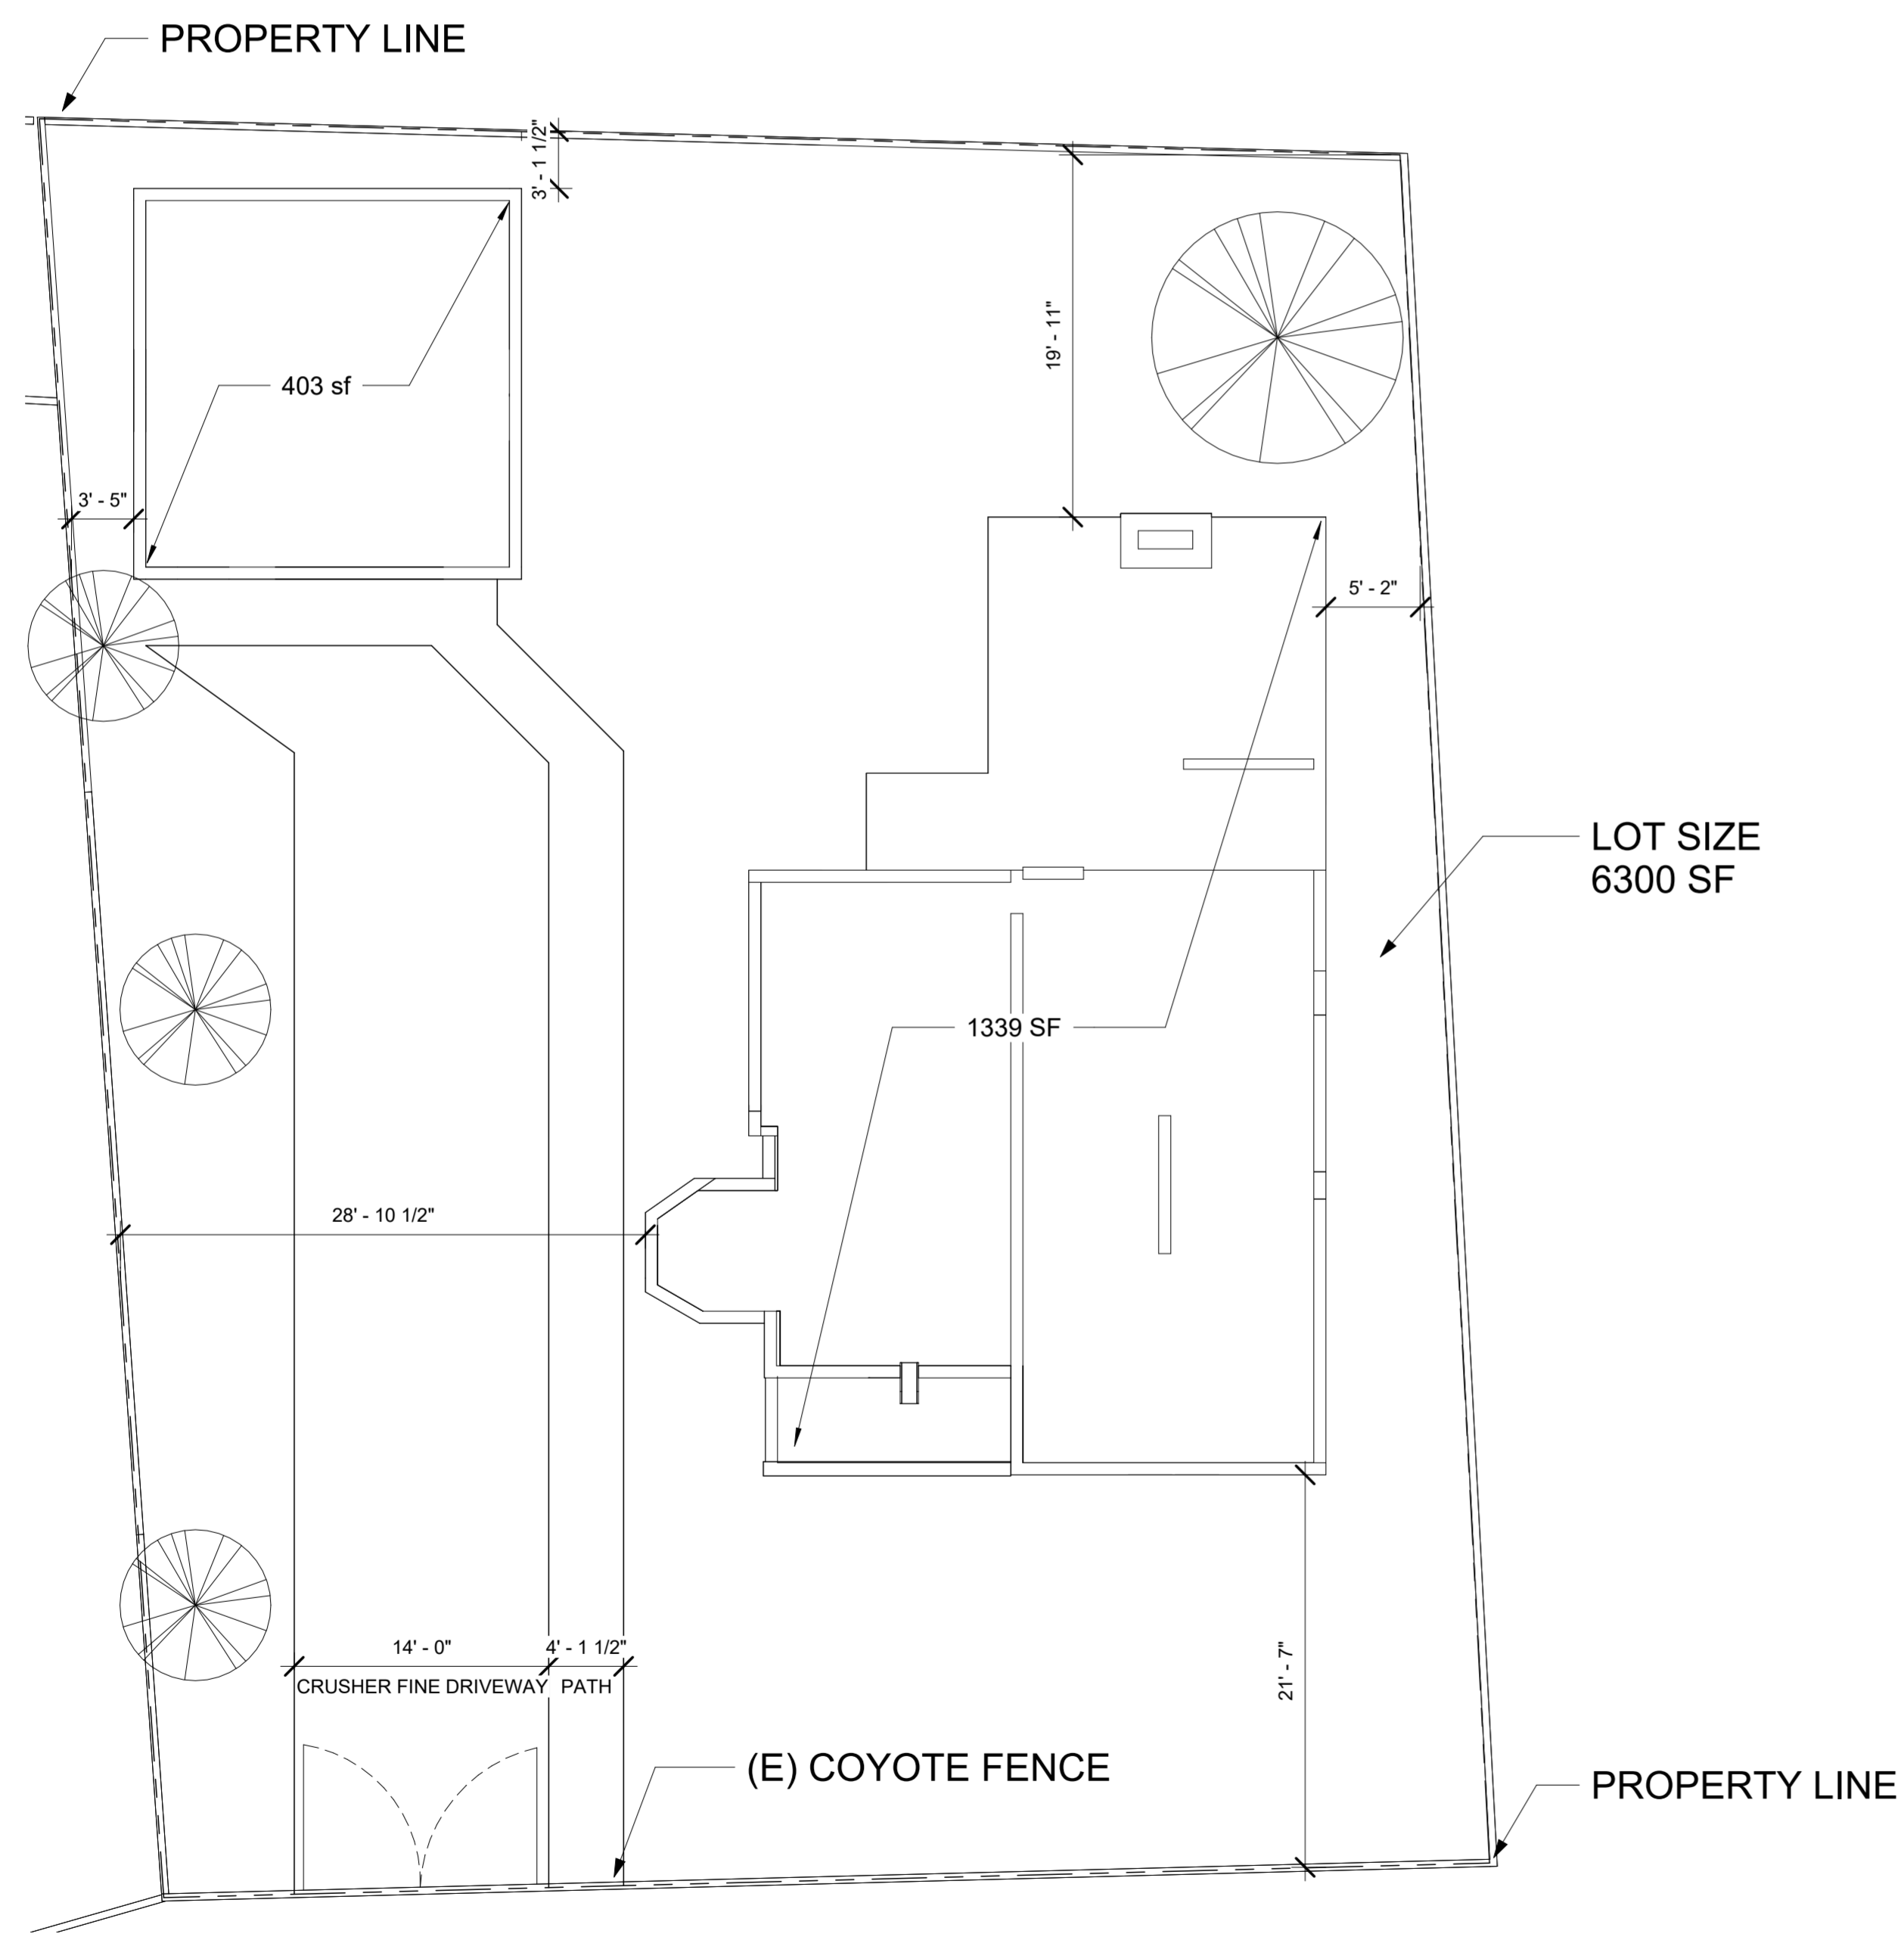 PROPERTY LINE
3' - 1 1/2"
19' - 11"
403 sf
3' - 5"
5' - 2"
LOT SIZE
6300 SF
1339 SF
28' - 10 1/2"
14' - 0"
4' - 1 1/2"
CRUSHER FINE DRIVEWAY
PATH
21' - 7"
(E) COYOTE FENCE
PROPERTY LINE